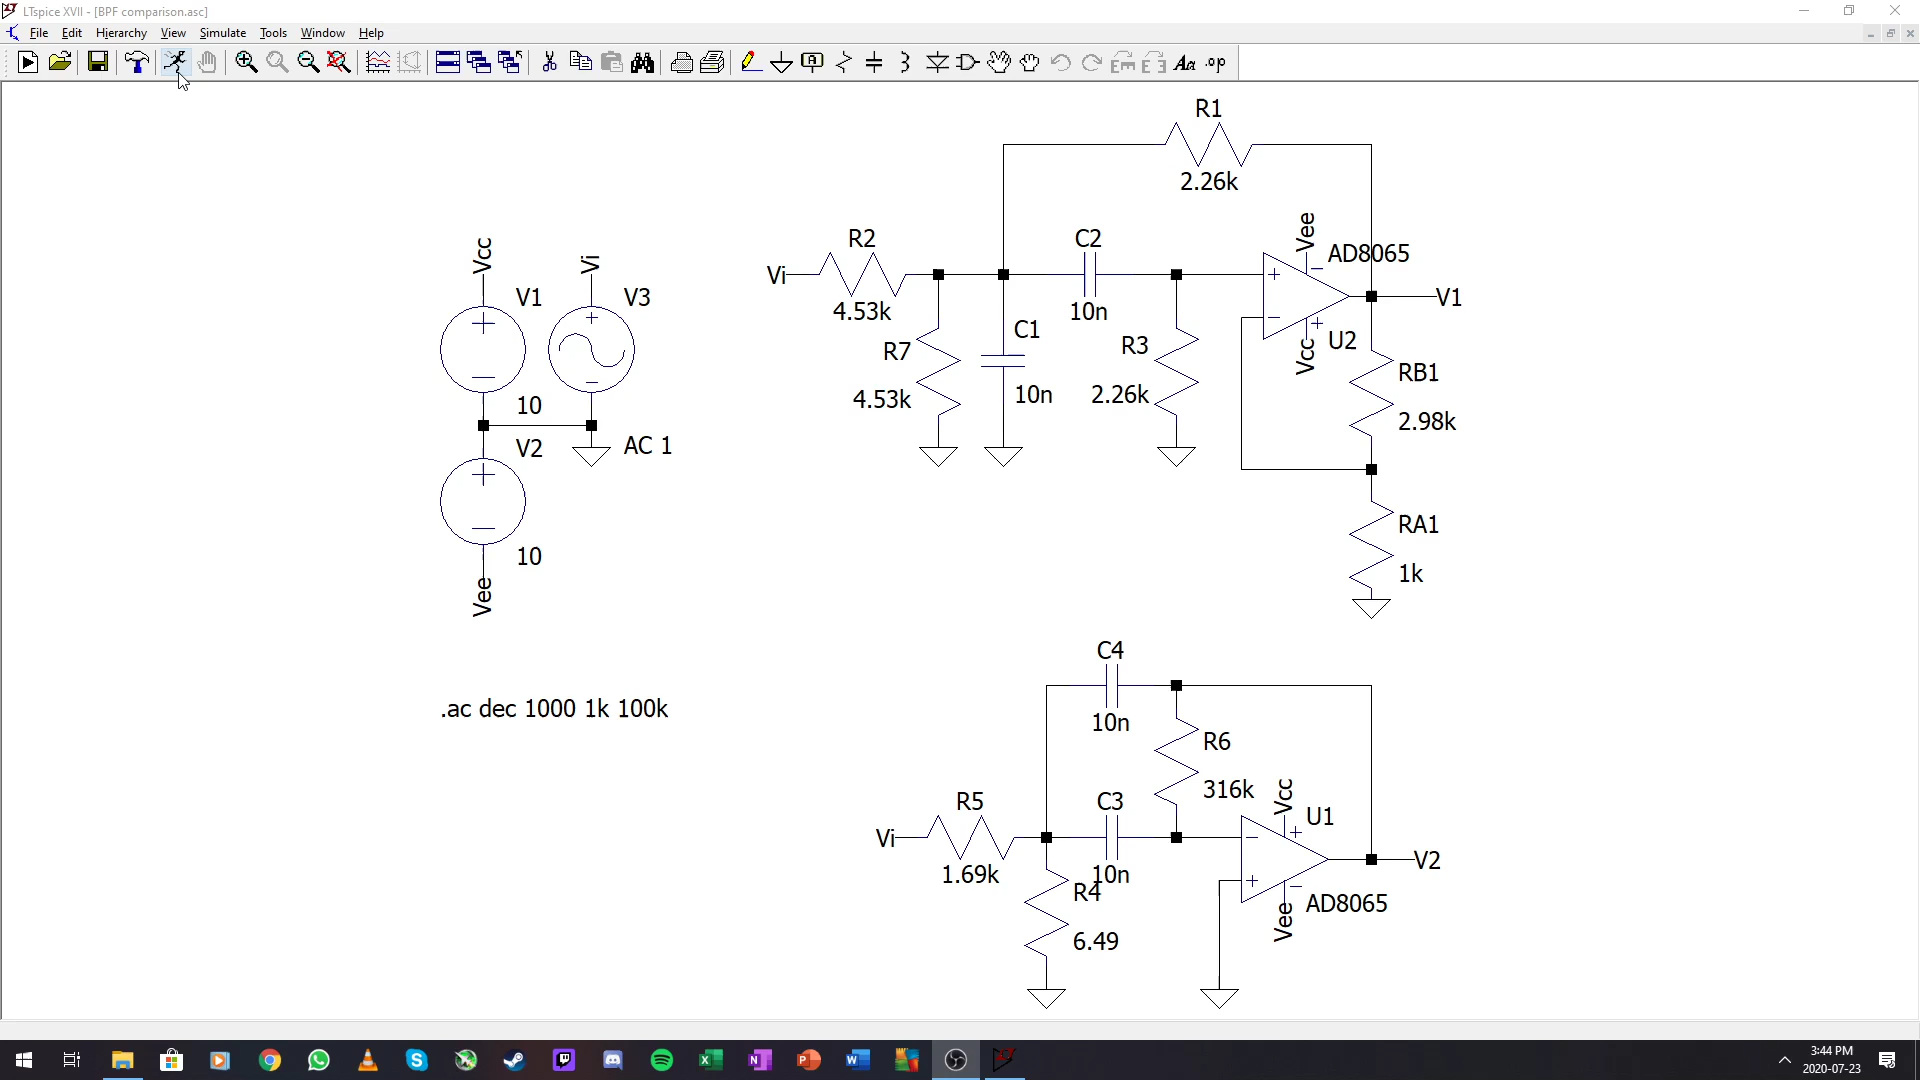 LTspice XVII - [BPF comparison.asc]
File Edit Hierarchy View Simulate Tools Window Help
Aa .op
R1
2.26k
Vcc
V1
10
V2
10
Vee
Vi
V3
AC 1
.ac dec 1000 1k 100k
Vi
R2
4.53k
R7
4.53k
C1
10n
C2
10n
R3
2.26k
Vee
AD8065
Vcc
U2
V1
RB1
2.98k
RA1
1k
C4
10n
R6
316k
Vi
R5
1.69k
C3
10n
R4
6.49
Vcc
U1
Vee
AD8065
V2
3:44 PM
2020-07-23